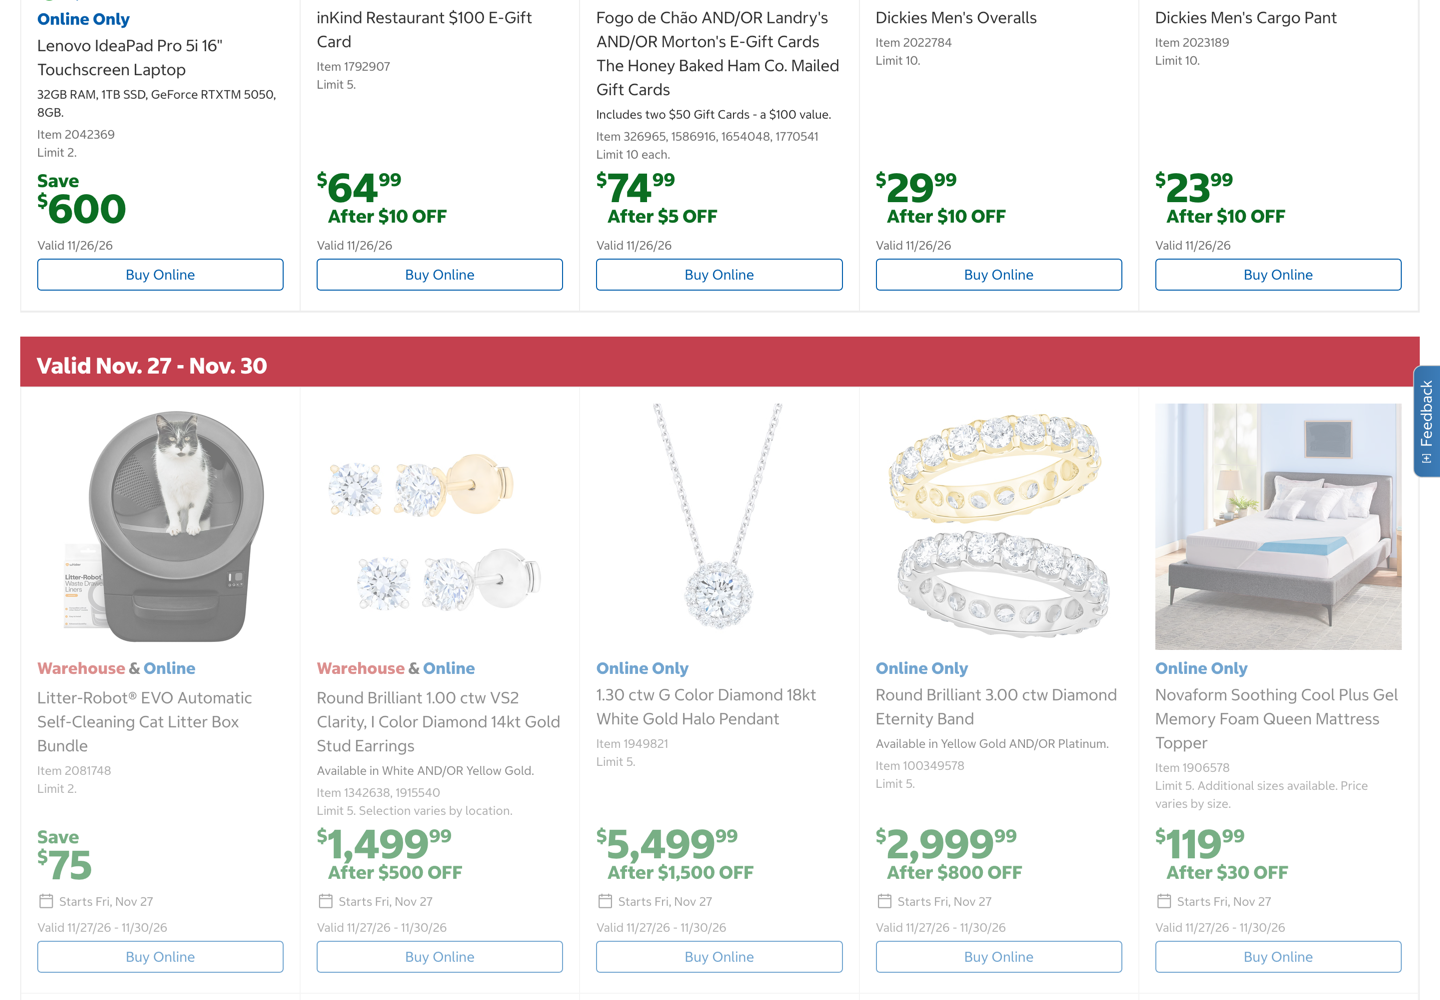 Online Only
Lenovo IdeaPad Pro 5i 16"
Touchscreen Laptop
32GB RAM, 1TB SSD, GeForce RTXTM 5050,
8GB.
Item 2042369
Limit 2.
Save
$600
Valid 11/26/26
Buy Online
inKind Restaurant $100 E-Gift
Card
Item 1792907
Limit 5.
$64.99
After $10 OFF
Valid 11/26/26
Buy Online
Fogo de Chão AND/OR Landry's
AND/OR Morton's E-Gift Cards
The Honey Baked Ham Co. Mailed
Gift Cards
Includes two $50 Gift Cards - a $100 value.
Item 326965, 1586916, 1654048, 1770541
Limit 10 each.
$74 99
After $5 OFF
Valid 11/26/26
Buy Online
Dickies Men's Overalls
Item 2022784
Limit 10.
$29 99
After $10 OFF
Valid 11/26/26
Buy Online
Dickies Men's Cargo Pant
Item 2023189
Limit 10.
$23 99
After $10 OFF
Valid 11/26/26
Buy Online
Valid Nov. 27 - Nov. 30
[+] Feedback
Litter-Robot
Waste Drawer
Liners
Warehouse & Online
Litter-Robot® EVO Automatic
Self-Cleaning Cat Litter Box
Bundle
Item 2081748
Limit 2.
Save
$75
Starts Fri, Nov 27
Valid 11/27/26 - 11/30/26
Buy Online
Warehouse & Online
Round Brilliant 1.00 ctw VS2
Clarity, I Color Diamond 14kt Gold
Stud Earrings
Available in White AND/OR Yellow Gold.
Item 1342638, 1915540
Limit 5. Selection varies by location.
$1,499 99
After $500 OFF
Starts Fri, Nov 27
Valid 11/27/26 - 11/30/26
Buy Online
Online Only
1.30 ctw G Color Diamond 18kt
White Gold Halo Pendant
Item 1949821
Limit 5.
$5,499 99
After $1,500 OFF
Starts Fri, Nov 27
Valid 11/27/26 - 11/30/26
Buy Online
Online Only
Round Brilliant 3.00 ctw Diamond
Eternity Band
Available in Yellow Gold AND/OR Platinum.
Item 100349578
Limit 5.
$2,999 99
After $800 OFF
Starts Fri, Nov 27
Valid 11/27/26 - 11/30/26
Buy Online
Online Only
Novaform Soothing Cool Plus Gel
Memory Foam Queen Mattress
Topper
Item 1906578
Limit 5. Additional sizes available. Price
varies by size.
$119 99
After $30 OFF
Starts Fri, Nov 27
Valid 11/27/26 - 11/30/26
Buy Online